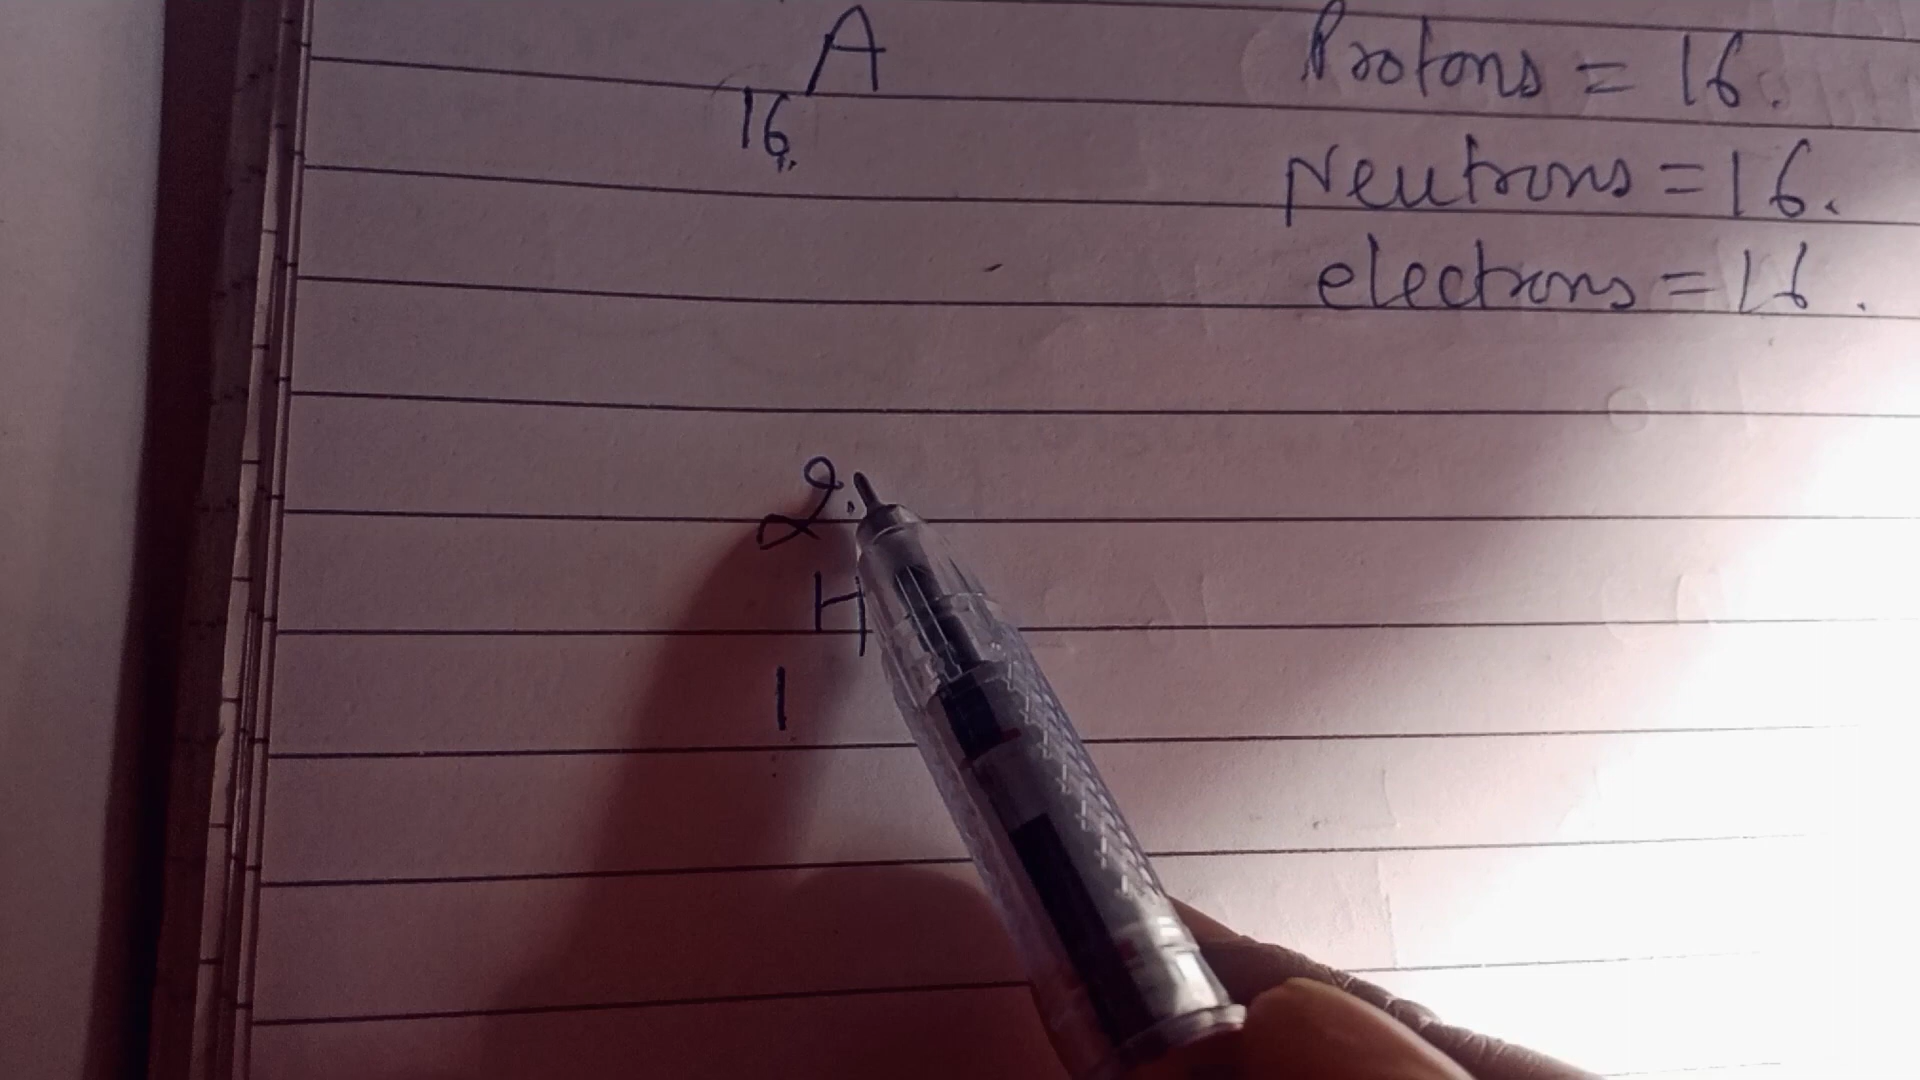 A
16.
Protons = 16.
Neutrons = 16.
electrons = 16.
2.
H
1